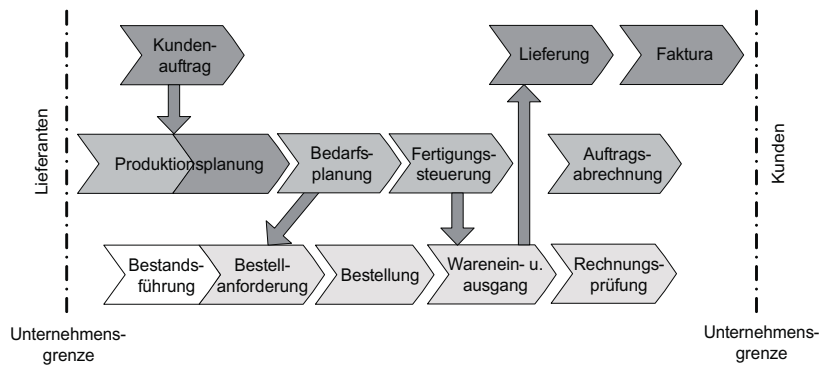 Kunden-
auftrag
Lieferung
Faktura
Lieferanten
Produktionsplanung
Bedarfs-
planung
Fertigungs-
steuerung
Auftrags-
abrechnung
Kunden
Bestands-
führung
Bestell-
anforderung
Bestellung
Warenein- u.
ausgang
Rechnungs-
prüfung
Unternehmens-
grenze
Unternehmens-
grenze